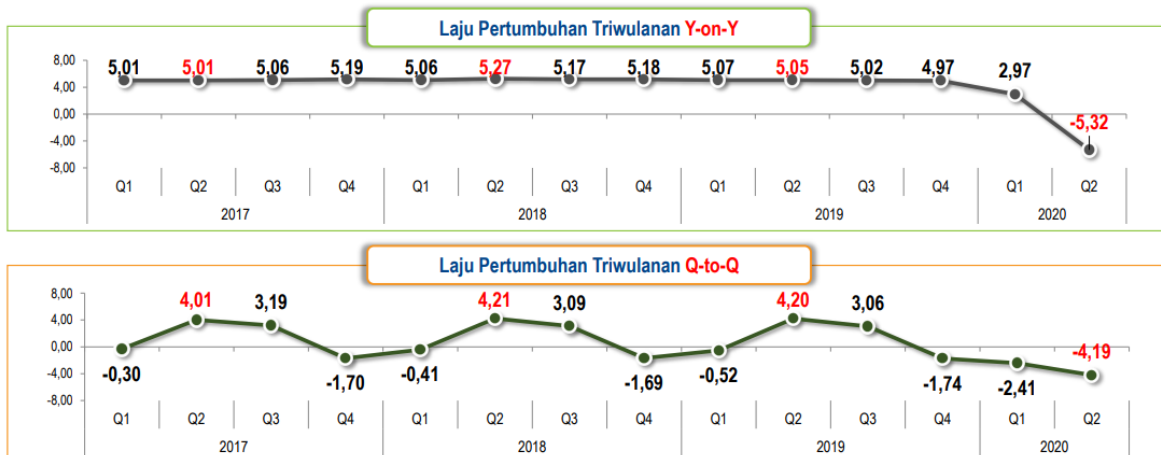 Laju Pertumbuhan Triwulanan Y-on-Y
8,00
4,00
0,00
-4,00
-8,00
5,01 5,01 5,06 5,19 5,06 5,27 5,17 5,18 5,07 5,05 5,02 4,97 2,97 -5,32
Q1 Q2 Q3 Q4 Q1 Q2 Q3 Q4 Q1 Q2 Q3 Q4 Q1 Q2
2017 2018 2019 2020
Laju Pertumbuhan Triwulanan Q-to-Q
8,00
4,00
0,00
-4,00
-8,00
-0,30 4,01 3,19 -1,70 -0,41 4,21 3,09 -1,69 -0,52 4,20 3,06 -1,74 -2,41 -4,19
Q1 Q2 Q3 Q4 Q1 Q2 Q3 Q4 Q1 Q2 Q3 Q4 Q1 Q2
2017 2018 2019 2020